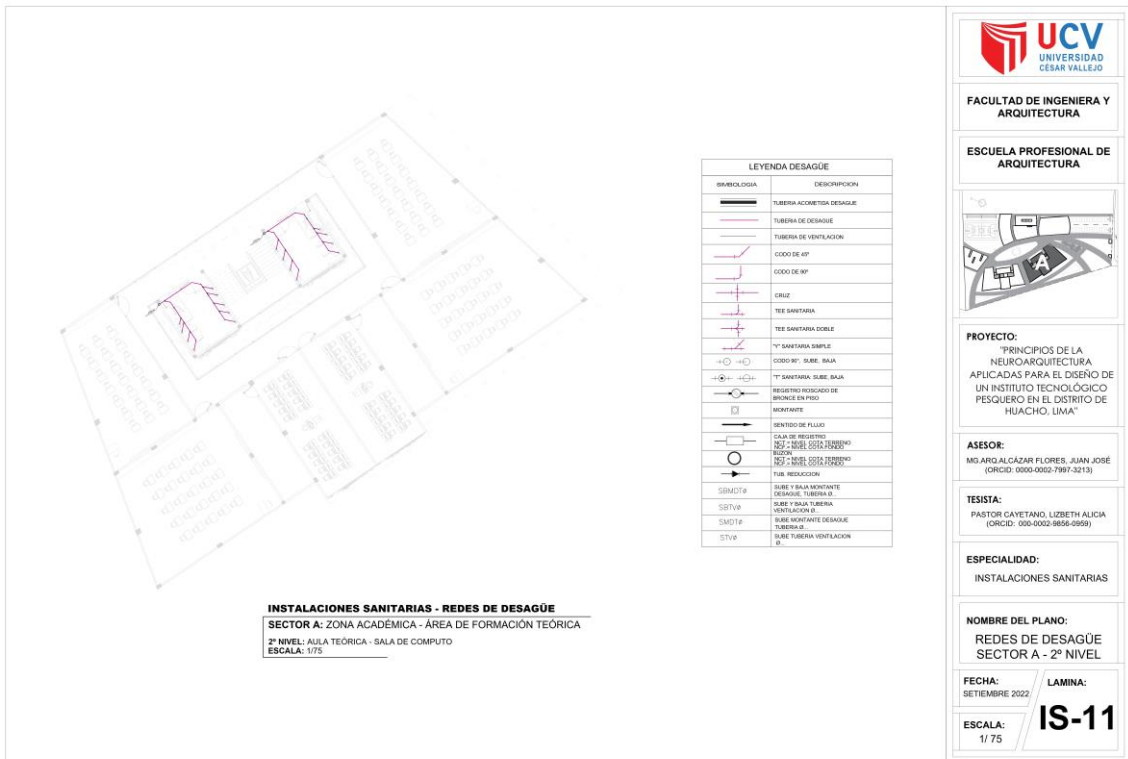 INSTALACIONES SANITARIAS - REDES DE DESAGÜE
SECTOR A: ZONA ACADÉMICA - ÁREA DE FORMACIÓN TEÓRICA
2º NIVEL: AULA TEÓRICA - SALA DE COMPUTO
ESCALA: 1/75
LEYENDA DESAGÜE
SIMBOLOGIA DESCRIPCION
TUBERIA ACOMETIDA DESAGUE
TUBERIA DE DESAGUE
TUBERIA DE VENTILACION
CODO DE 45º
CODO DE 90º
CRUZ
TEE SANITARIA
TEE SANITARIA DOBLE
"Y" SANITARIA SIMPLE
CODO 90°. SUBE, BAJA
"T" SANITARIA: SUBE, BAJA
REGISTRO ROSCADO DE
BRONCE EN PISO
MONTANTE
SENTIDO DE FLUJO
CAJA DE REGISTRO
NCT = NIVEL COTA TERRENO
NCF = NIVEL COTA FONDO
BUZON
NCT = NIVEL COTA TERRENO
NCF = NIVEL COTA FONDO
TUB. REDUCCION
SBMDTø SUBE Y BAJA MONTANTE
DESAGUE, TUBERIA Ø..
SBTVø SUBE Y BAJA TUBERIA
VENTILACION Ø..
SMDTø SUBE MONTANTE DESAGUE
TUBERIA Ø...
STVø SUBE TUBERIA VENTILACION
Ø...
UCV
UNIVERSIDAD
CÉSAR VALLEJO
FACULTAD DE INGENIERA Y
ARQUITECTURA
ESCUELA PROFESIONAL DE
ARQUITECTURA
A
PROYECTO:
"PRINCIPIOS DE LA
NEUROARQUITECTURA
APLICADAS PARA EL DISEÑO DE
UN INSTITUTO TECNOLÓGICO
PESQUERO EN EL DISTRITO DE
HUACHO, LIMA"
ASESOR:
MG.ARQ.ALCÁZAR FLORES, JUAN JOSÉ
(ORCID: 0000-0002-7997-3213)
TESISTA:
PASTOR CAYETANO, LIZBETH ALICIA
(ORCID: 000-0002-9856-0959)
ESPECIALIDAD:
INSTALACIONES SANITARIAS
NOMBRE DEL PLANO:
REDES DE DESAGÜE
SECTOR A - 2º NIVEL
FECHA:
SETIEMBRE 2022
LAMINA:
IS-11
ESCALA:
1/ 75